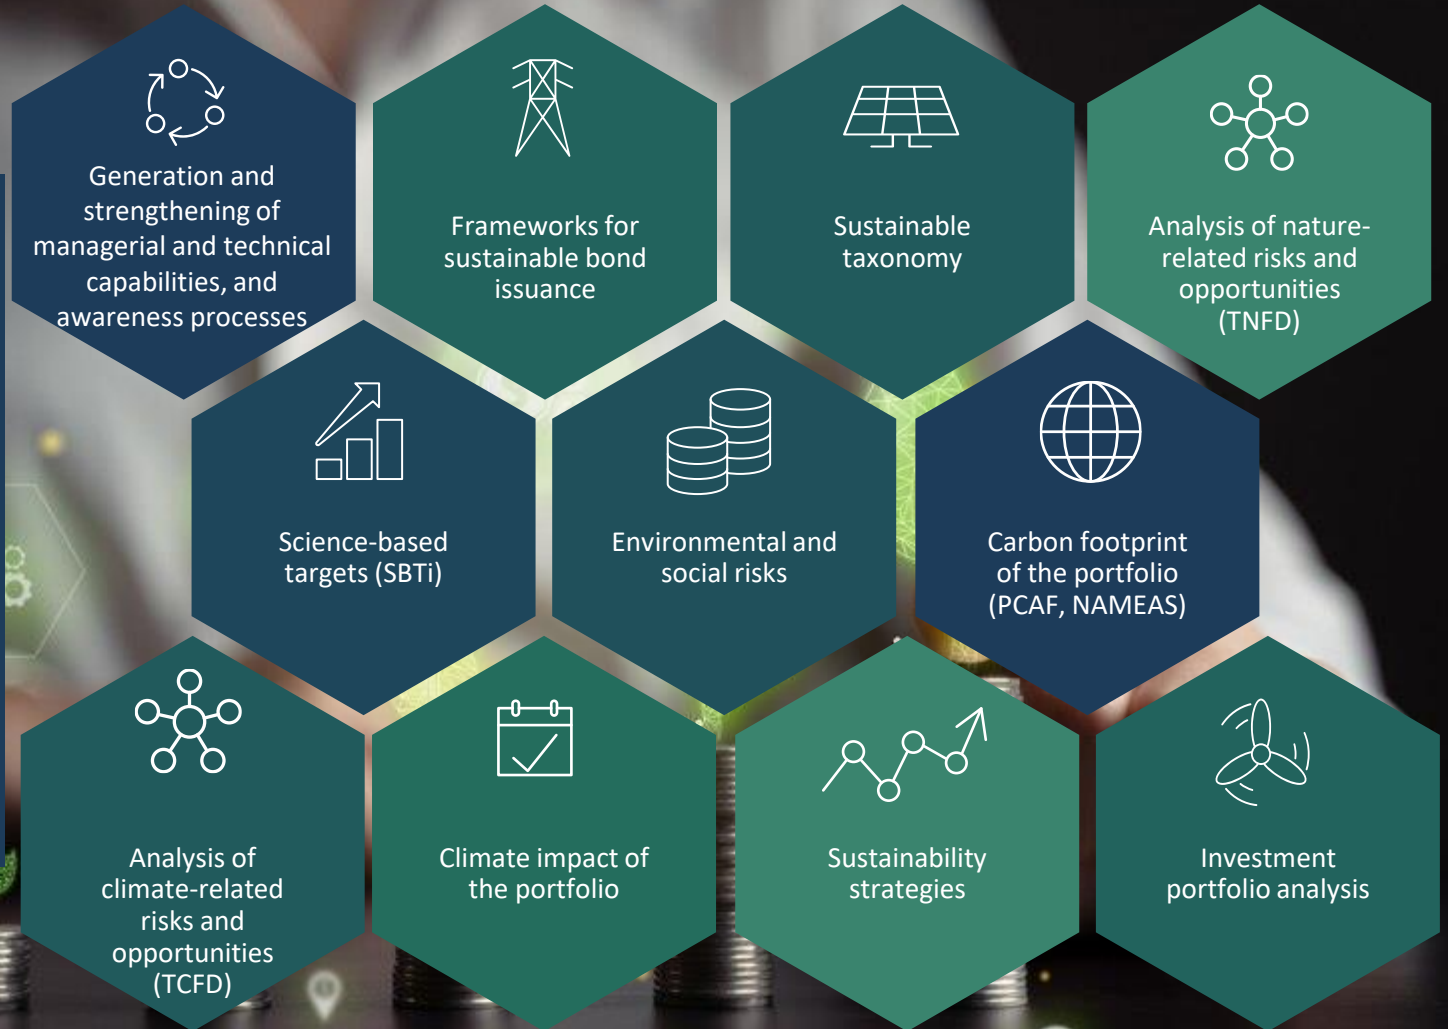 Generation and
strengthening of
managerial and technical
capabilities, and
awareness processes
Frameworks for
sustainable bond
issuance
Sustainable
taxonomy
Analysis of nature-
related risks and
opportunities
(TNFD)
Science-based
targets (SBTi)
Environmental and
social risks
Carbon footprint
of the portfolio
(PCAF, NAMEAS)
Analysis of
climate-related
risks and
opportunities
(TCFD)
Climate impact of
the portfolio
Sustainability
strategies
Investment
portfolio analysis